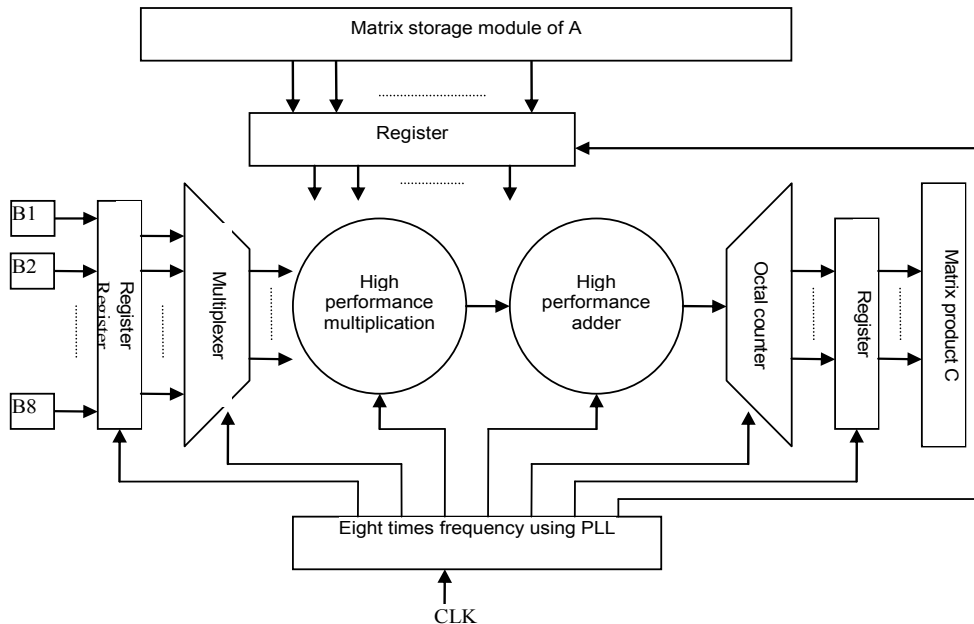 Matrix storage module of A
Register
B1
B2
B8
Register
Register
Multiplexer
High
performance
multiplication
High
performance
adder
Octal counter
Register
Matrix product C
Eight times frequency using PLL
CLK